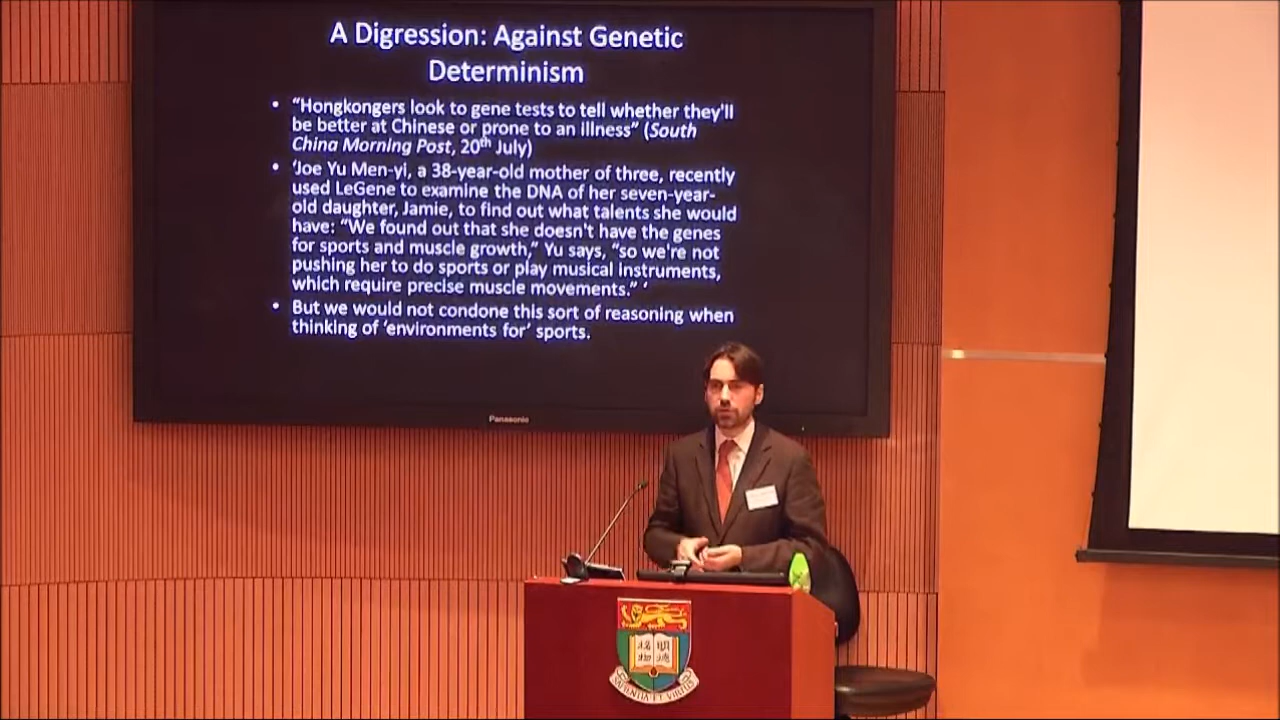 A Digression: Against Genetic
Determinism
• “Hongkongers look to gene tests to tell whether they'll
be better at Chinese or prone to an illness” (South
China Morning Post, 20th July)
• ‘Joe Yu Men-yi, a 38-year-old mother of three, recently
used LeGene to examine the DNA of her seven-year-
old daughter, Jamie, to find out what talents she would
have: “We found out that she doesn't have the genes
for sports and muscle growth,” Yu says, “so we're not
pushing her to do sports or play musical instruments,
which require precise muscle movements.” ‘
• But we would not condone this sort of reasoning when
thinking of ‘environments for’ sports.
Panasonic
SAPIENTIA ET VIRTUS